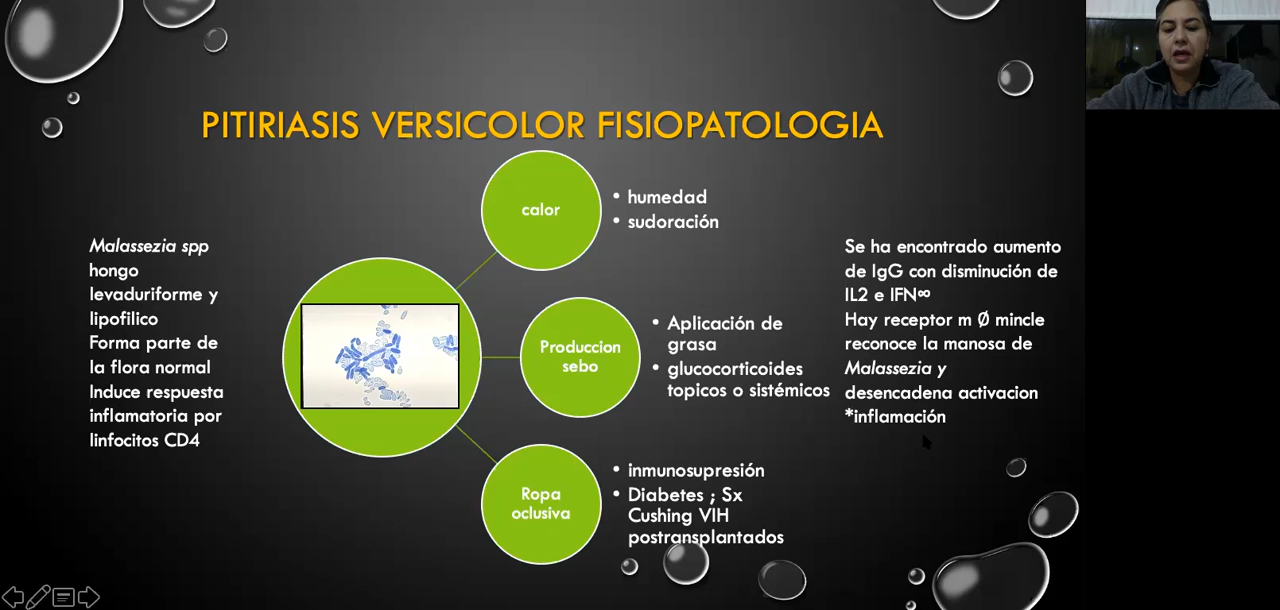 PITIRIASIS VERSICOLOR FISIOPATOLOGIA
Malassezia spp
hongo
levaduriforme y
lipofilico
Forma parte de
la flora normal
Induce respuesta
inflamatoria por
linfocitos CD4
calor
• humedad
• sudoración
Produccion
sebo
• Aplicación de
grasa
• glucocorticoides
topicos o sistémicos
Ropa
oclusiva
• inmunosupresión
• Diabetes ; Sx
Cushing VIH
postransplantados
Se ha encontrado aumento
de IgG con disminución de
IL2 e IFN∞
Hay receptor m Ø mincle
reconoce la manosa de
Malassezia y
desencadena activacion
*inflamación